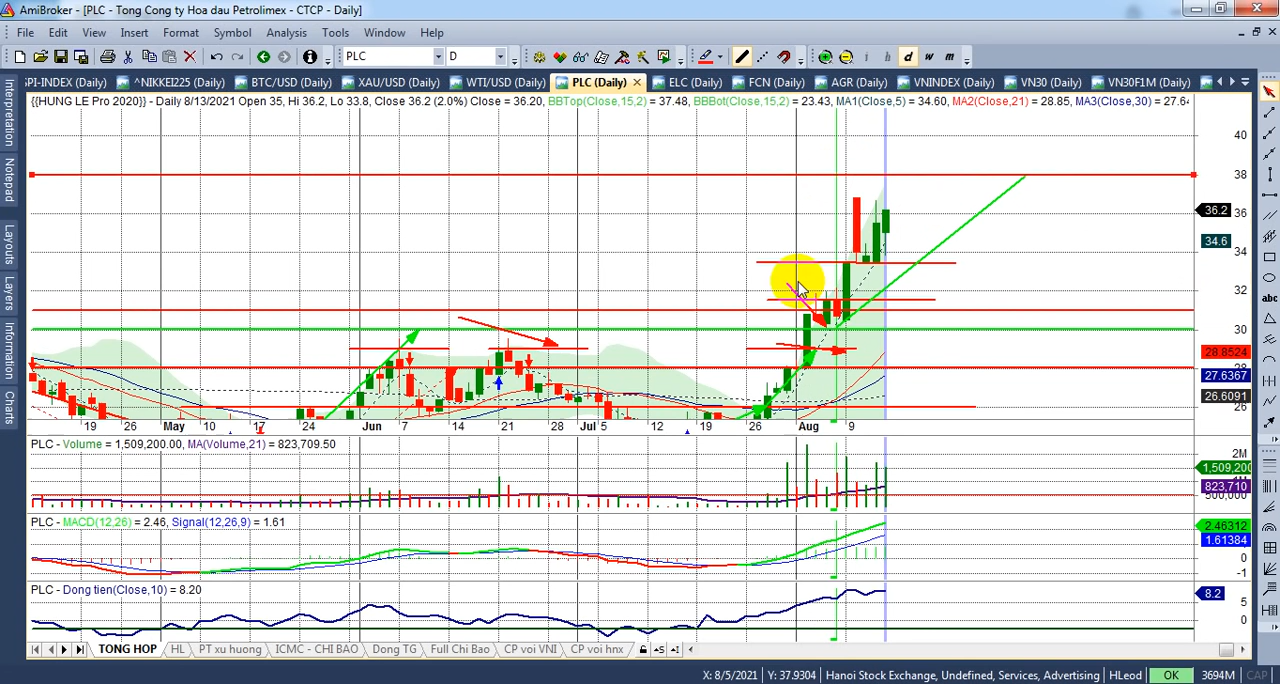 AmiBroker - [PLC - Tong Cong ty Hoa dau Petrolimex - CTCP - Daily]
File Edit View Insert Format Symbol Analysis Tools Window Help
PLC D i h d w m
PI-INDEX (Daily) ^NIKKEI225 (Daily) BTC/USD (Daily) XAU/USD (Daily) WTI/USD (Daily) PLC (Daily) ELC (Daily) FCN (Daily) AGR (Daily) VNINDEX (Daily) VN30 (Daily) VN30F1M (Daily)
{{HUNG LE Pro 2020}} - Daily 8/13/2021 Open 35, Hi 36.2, Lo 33.8, Close 36.2 (2.0%) Close = 36.20, BBTop(Close,15,2) = 37.48, BBBot(Close,15,2) = 23.43, MA1(Close,5) = 34.60, MA2(Close,21) = 28.85, MA3(Close,30) = 27.64
Interpretation
Notepad
Layouts
Layers
Information
Charts
abc
40
38
36.2
36
34.6
34
32
30
28.8524
28
27.6367
26.6091
26
19 26 May 10 17 24 Jun 7 14 21 28 Jul 5 12 19 26 Aug 9
PLC - Volume = 1,509,200.00, MA(Volume,21) = 823,709.50
2M
1,509,200
823,710
500,000
PLC - MACD(12,26) = 2.46, Signal(12,26,9) = 1.61
2.46312
1.61384
0
-1
PLC - Dong tien(Close,10) = 8.20
8.2
5
0
TONG HOP HL PT xu huong ICMC - CHI BAO Dong TG Full Chi Bao CP voi VNI CP voi hnx
X: 8/5/2021 Y: 37.9304 Hanoi Stock Exchange, Undefined, Services, Advertising HLeod OK 3694M CAP